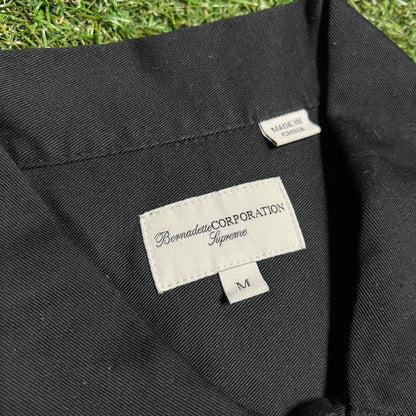 MADE IN
CHINA
BernadetteCORPORATION
Supreme
M